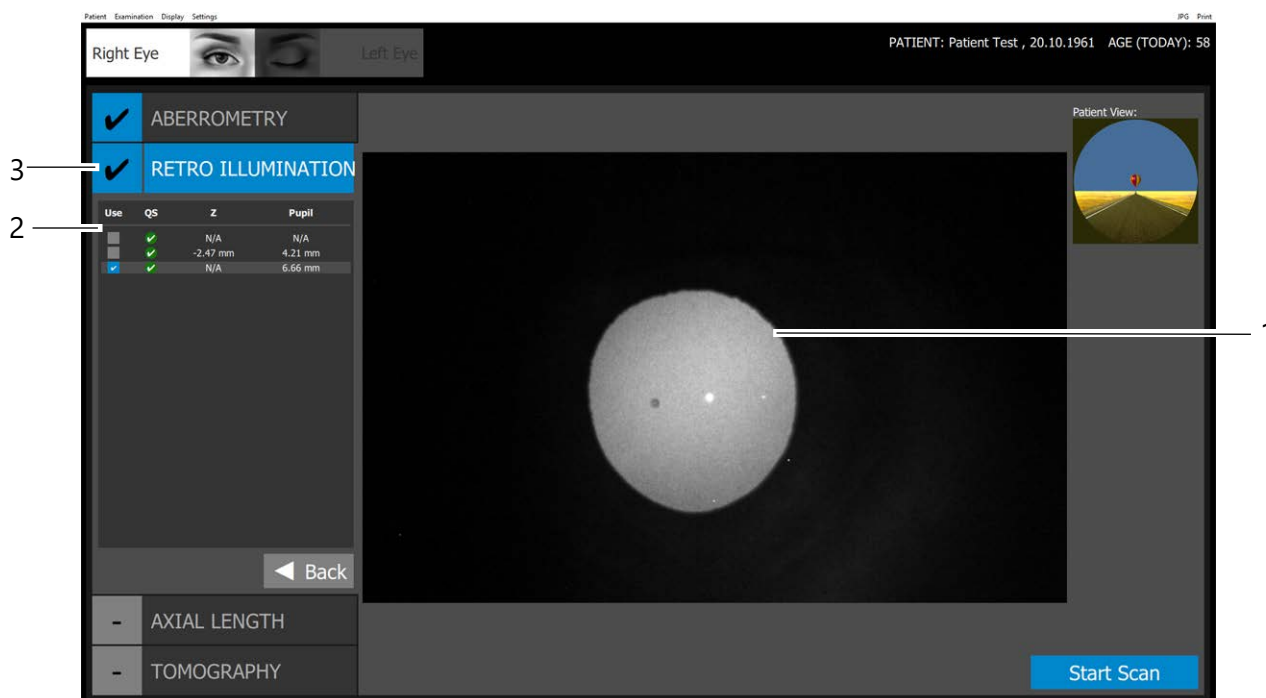 Patient Examination Display Settings JPG Print
Right Eye Left Eye PATIENT: Patient Test , 20.10.1961 AGE (TODAY): 58
ABERROMETRY
Patient View:
3
RETRO ILLUMINATION
Use QS Z Pupil
2
N/A N/A
-2.47 mm 4.21 mm
N/A 6.66 mm
1
Back
- AXIAL LENGTH
- TOMOGRAPHY
Start Scan